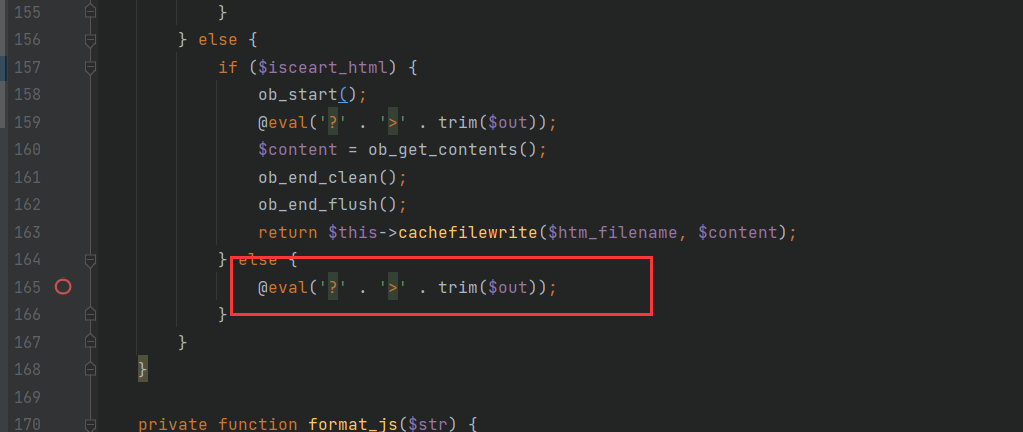 155 }
156 } else {
157 if ($isceart_html) {
158 ob_start();
159 @eval('?' . '>' . trim($out));
160 $content = ob_get_contents();
161 ob_end_clean();
162 ob_end_flush();
163 return $this->cachefilewrite($htm_filename, $content);
164 } else {
165 @eval('?' . '>' . trim($out));
166 }
167 }
168 }
169
170 private function format_js($str) {